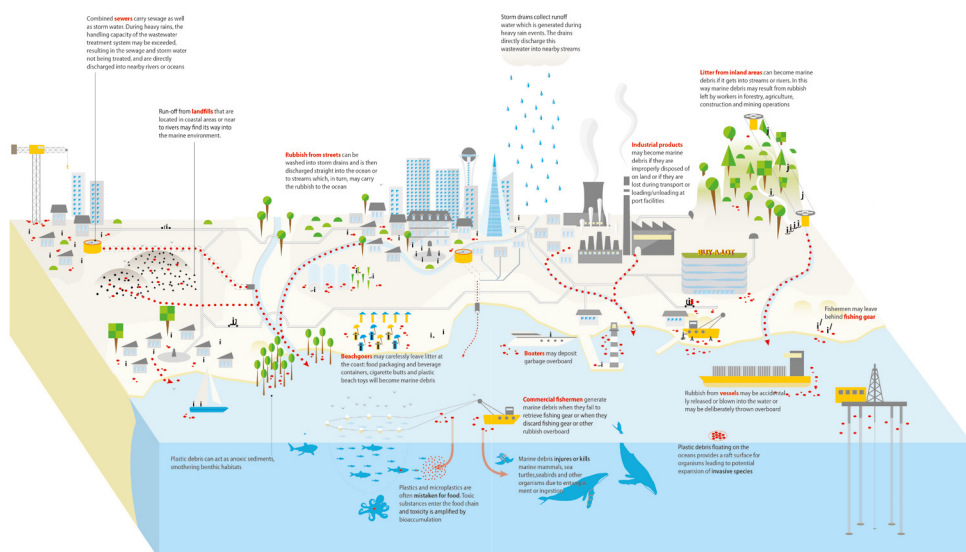 Combined sewers carry sewage as well
as storm water. During heavy rains, the
handling capacity of the wastewater
treatment system may be exceeded,
resulting in the sewage and storm water
not being treated, and are directly
discharged into nearby rivers or oceans
Storm drains collect runoff
water which is generated during
heavy rain events. The drains
directly discharge this
wastewater into nearby streams
Litter from inland areas can become marine
debris if it gets into streams or rivers. In this
way marine debris may result from rubbish
left by workers in forestry, agriculture,
construction and mining operations
Run-off from landfills that are
located in coastal areas or near
to rivers may find its way into
the marine environment.
Rubbish from streets can be
washed into storm drains and is then
discharged straight into the ocean or
to streams which, in turn, may carry
the rubbish to the ocean
Industrial products
may become marine
debris if they are
improperly disposed of
on land or if they are
lost during transport or
loading/unloading at
port facilities
BUY-A-LOT
Fishermen may leave
behind fishing gear
Beachgoers may carelessly leave litter at
the coast: food packaging and beverage
containers, cigarette butts and plastic
beach toys will become marine debris
Boaters may deposit
garbage overboard
Rubbish from vessels may be accidental-
ly released or blown into the water or
may be deliberately thrown overboard
Commercial fishermen generate
marine debris when they fail to
retrieve fishing gear or when they
discard fishing gear or other
rubbish overboard
Plastic debris can act as anoxic sediments,
smothering benthic habitats
Plastics and microplastics are
often mistaken for food. Toxic
substances enter the food chain
and toxicity is amplified by
bioaccumulation
Marine debris injures or kills
marine mammals, sea
turtles, seabirds and other
organisms due to entangle
ment or ingestion
Plastic debris floating on the
oceans provides a raft surface for
organisms leading to potential
expansion of invasive species